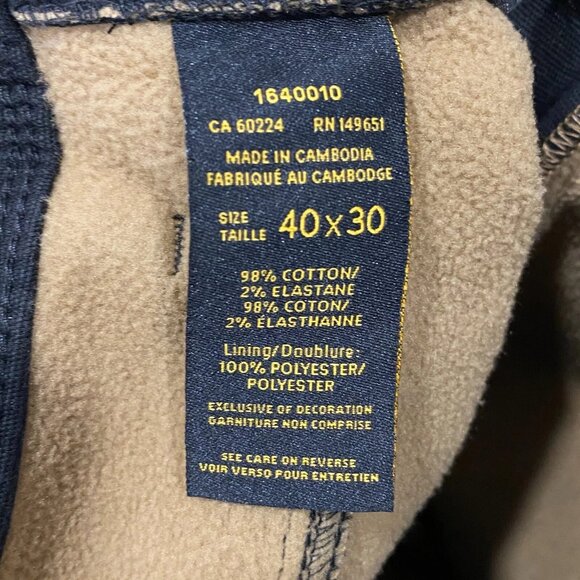 1640010
CA 60224 RN 149651
MADE IN CAMBODIA
FABRIQUÉ AU CAMBODGE
SIZE
TAILLE 40 x 30
98% COTTON/
2% ELASTANE
98% COTON/
2% ÉLASTHANNE
Lining/Doublure:
100% POLYESTER/
POLYESTER
EXCLUSIVE OF DECORATION
GARNITURE NON COMPRISE
SEE CARE ON REVERSE
VOIR VERSO POUR ENTRETIEN